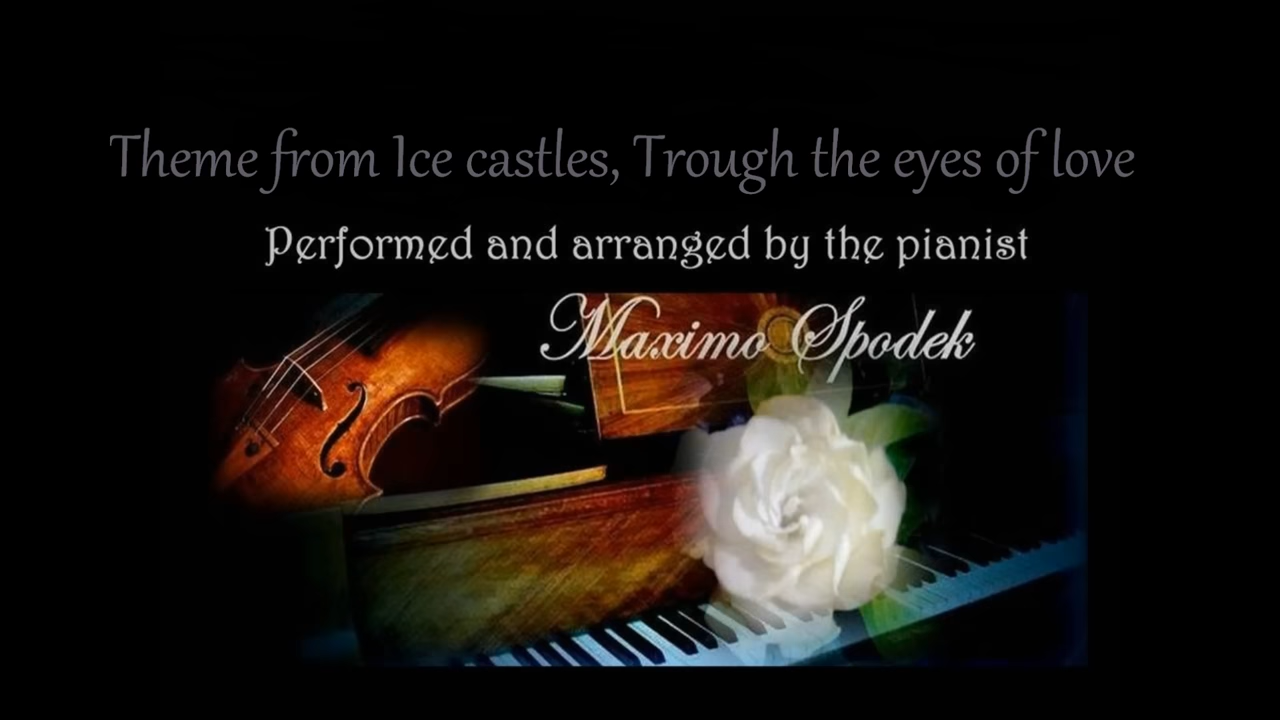 Theme from Ice castles, Trough the eyes of love
Performed and arranged by the pianist
Maximo Spodek